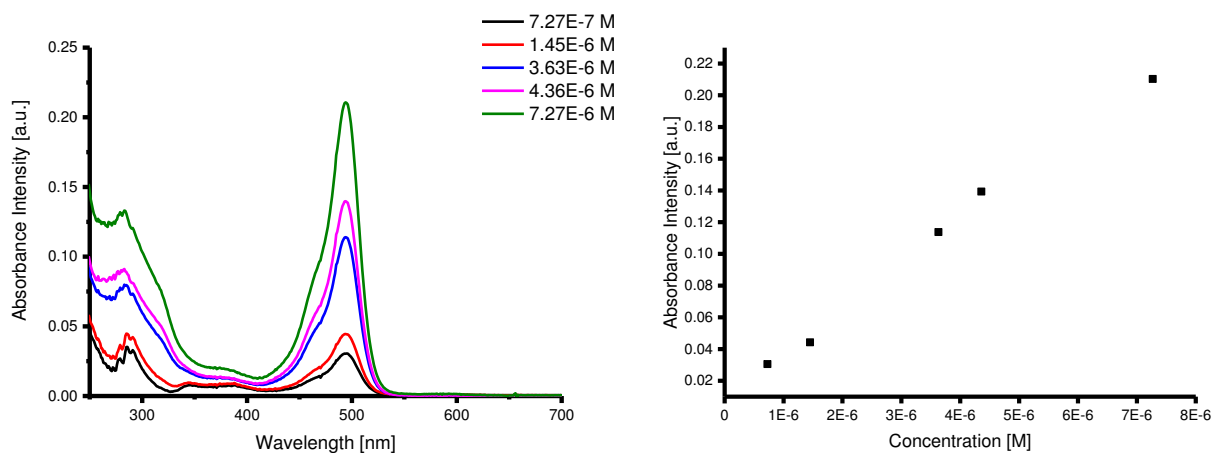 7.27E-7 M
1.45E-6 M
3.63E-6 M
4.36E-6 M
7.27E-6 M
0.25
0.20
0.15
0.10
0.05
0.00
Absorbance Intensity [a.u.]
300 400 500 600 700
Wavelength [nm]
0.22
0.20
0.18
0.16
0.14
0.12
0.10
0.08
0.06
0.04
0.02
Absorbance Intensity [a.u.]
0 1E-6 2E-6 3E-6 4E-6 5E-6 6E-6 7E-6 8E-6
Concentration [M]